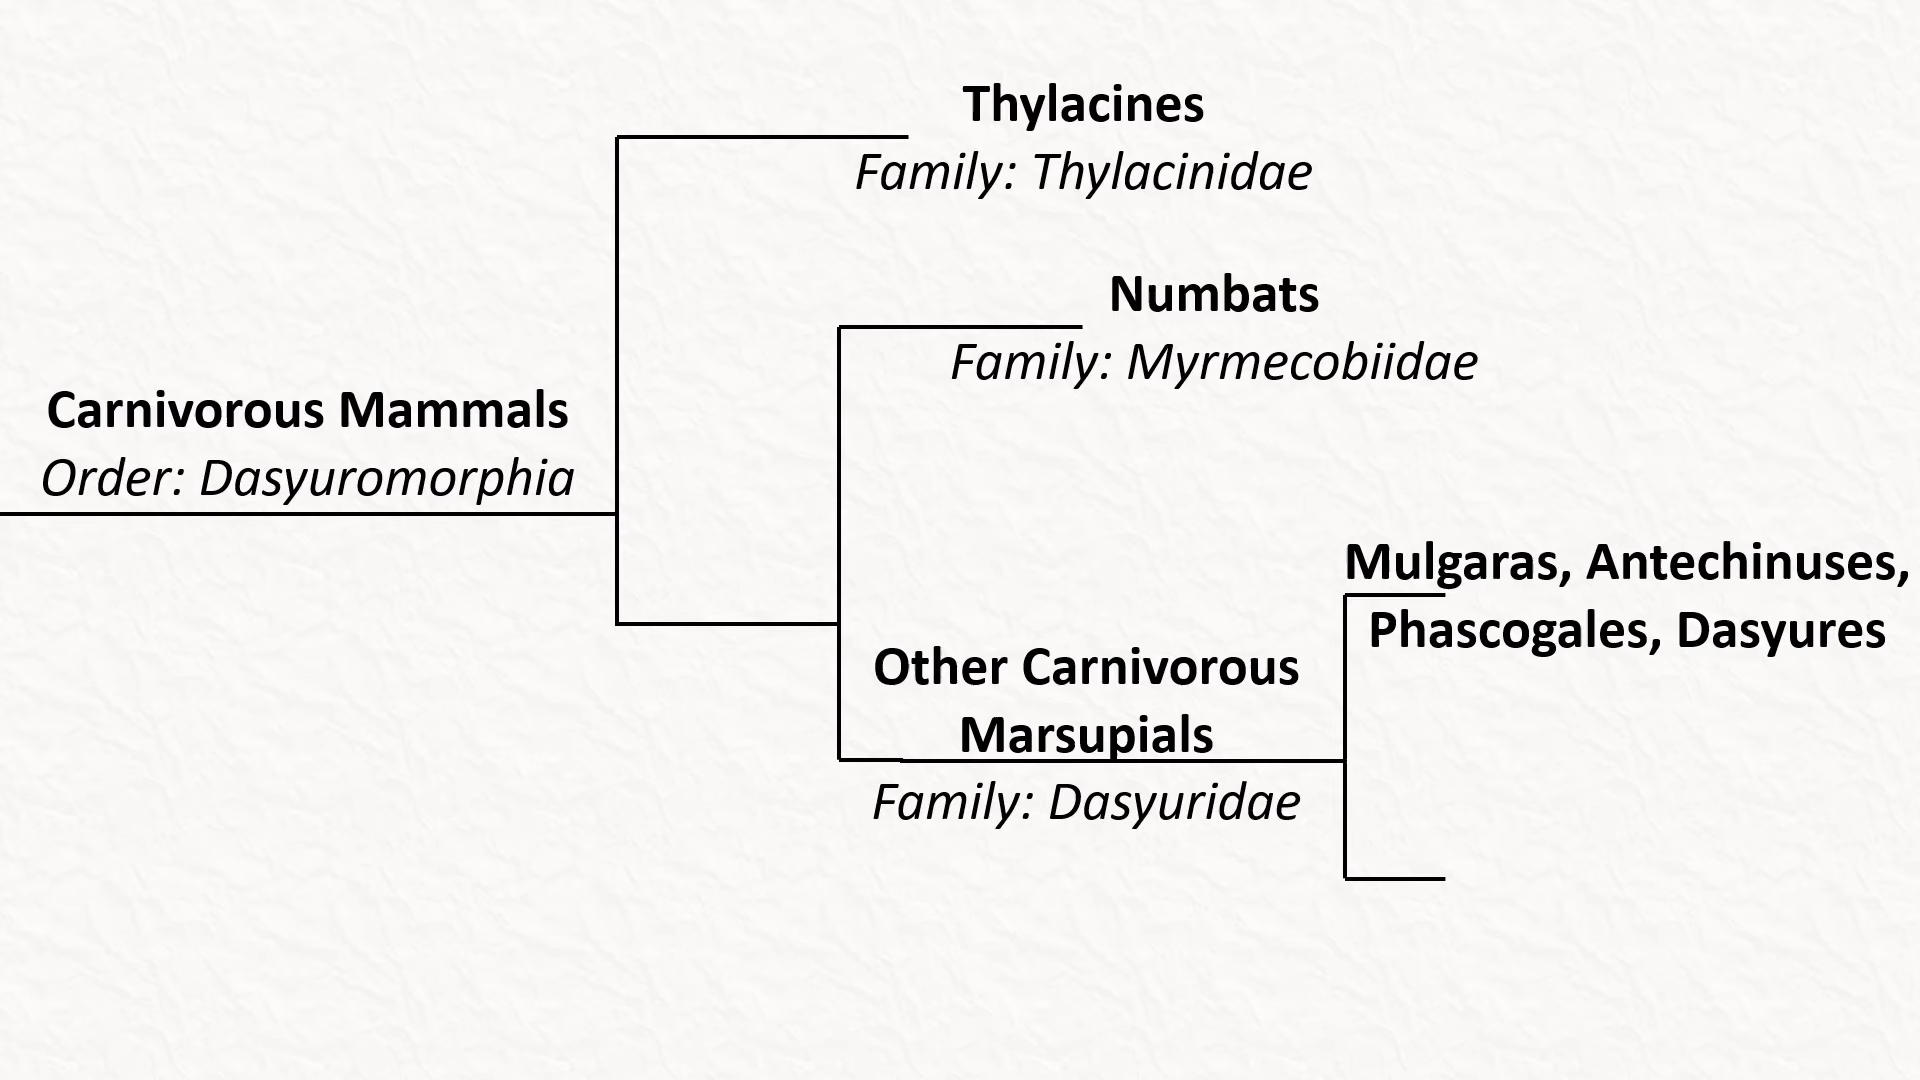 Thylacines
Family: Thylacinidae
Numbats
Family: Myrmecobiidae
Carnivorous Mammals
Order: Dasyuromorphia
Mulgaras, Antechinuses,
Phascogales, Dasyures
Other Carnivorous
Marsupials
Family: Dasyuridae